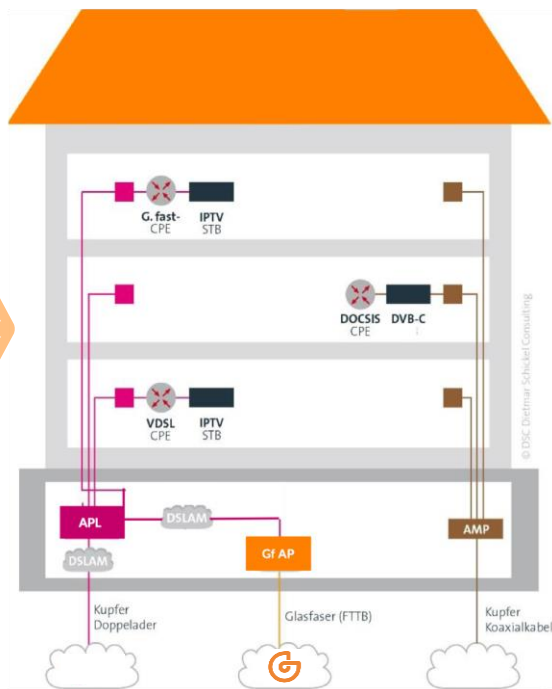 G. fast-
CPE
IPTV
STB
DOCSIS
CPE
DVB-C
VDSL
CPE
IPTV
STB
APL
DSLAM
DSLAM
Gf AP
AMP
Kupfer
Doppelader
Glasfaser (FTTB)
Kupfer
Koaxialkabel
G
© DSC Dietmar Schickel Consulting